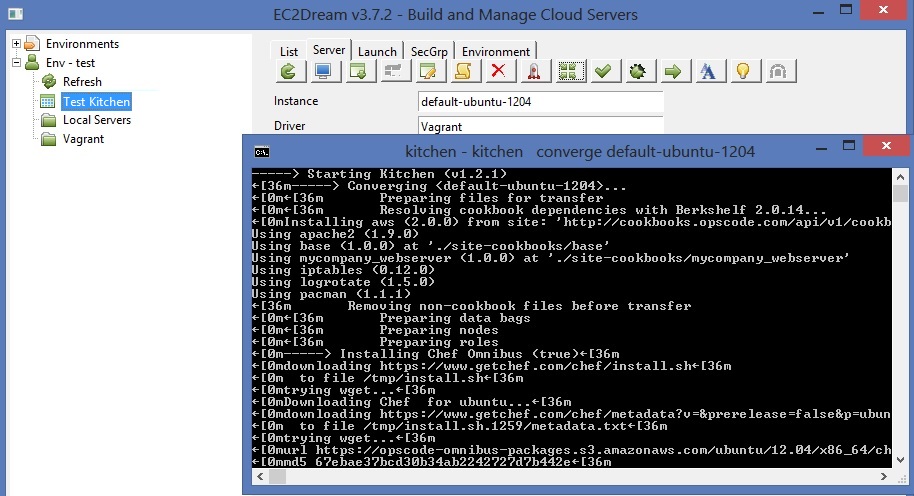 EC2Dream v3.7.2 - Build and Manage Cloud Servers
Environments
Env - test
Refresh
Test Kitchen
Local Servers
Vagrant
List Server Launch SecGrp Environment
Instance default-ubuntu-1204
Driver Vagrant
C:\.
kitchen - kitchen converge default-ubuntu-1204
-----> Starting Kitchen (v1.2.1)
←[36m-----> Converging <default-ubuntu-1204>...
←[0m←[36m       Preparing files for transfer
←[0m←[36m       Resolving cookbook dependencies with Berkshelf 2.0.14...
←[0mInstalling aws (2.0.0) from site: 'http://cookbooks.opscode.com/api/v1/cookb
Using apache2 (1.9.0)
Using base (1.0.0) at './site-cookbooks/base'
Using mycompany_webserver (1.0.0) at './site-cookbooks/mycompany_webserver'
Using iptables (0.12.0)
Using logrotate (1.5.0)
Using pacman (1.1.1)
←[36m       Removing non-cookbook files before transfer
←[0m←[36m       Preparing data bags
←[0m←[36m       Preparing nodes
←[0m←[36m       Preparing roles
←[0m-----> Installing Chef Omnibus (true)←[36m
←[0mdownloading https://www.getchef.com/chef/install.sh←[36m
←[0m  to file /tmp/install.sh←[36m
←[0mtrying wget...←[36m
←[0mDownloading Chef  for ubuntu...←[36m
←[0mdownloading https://www.getchef.com/chef/metadata?v=&prerelease=false&p=ubun
←[0m  to file /tmp/install.sh.1259/metadata.txt←[36m
←[0mtrying wget...←[36m
←[0murl https://opscode-omnibus-packages.s3.amazonaws.com/ubuntu/12.04/x86_64/ch
←[0mmd5 67ebae37bcd30b34ab2242727d7b442e←[36m